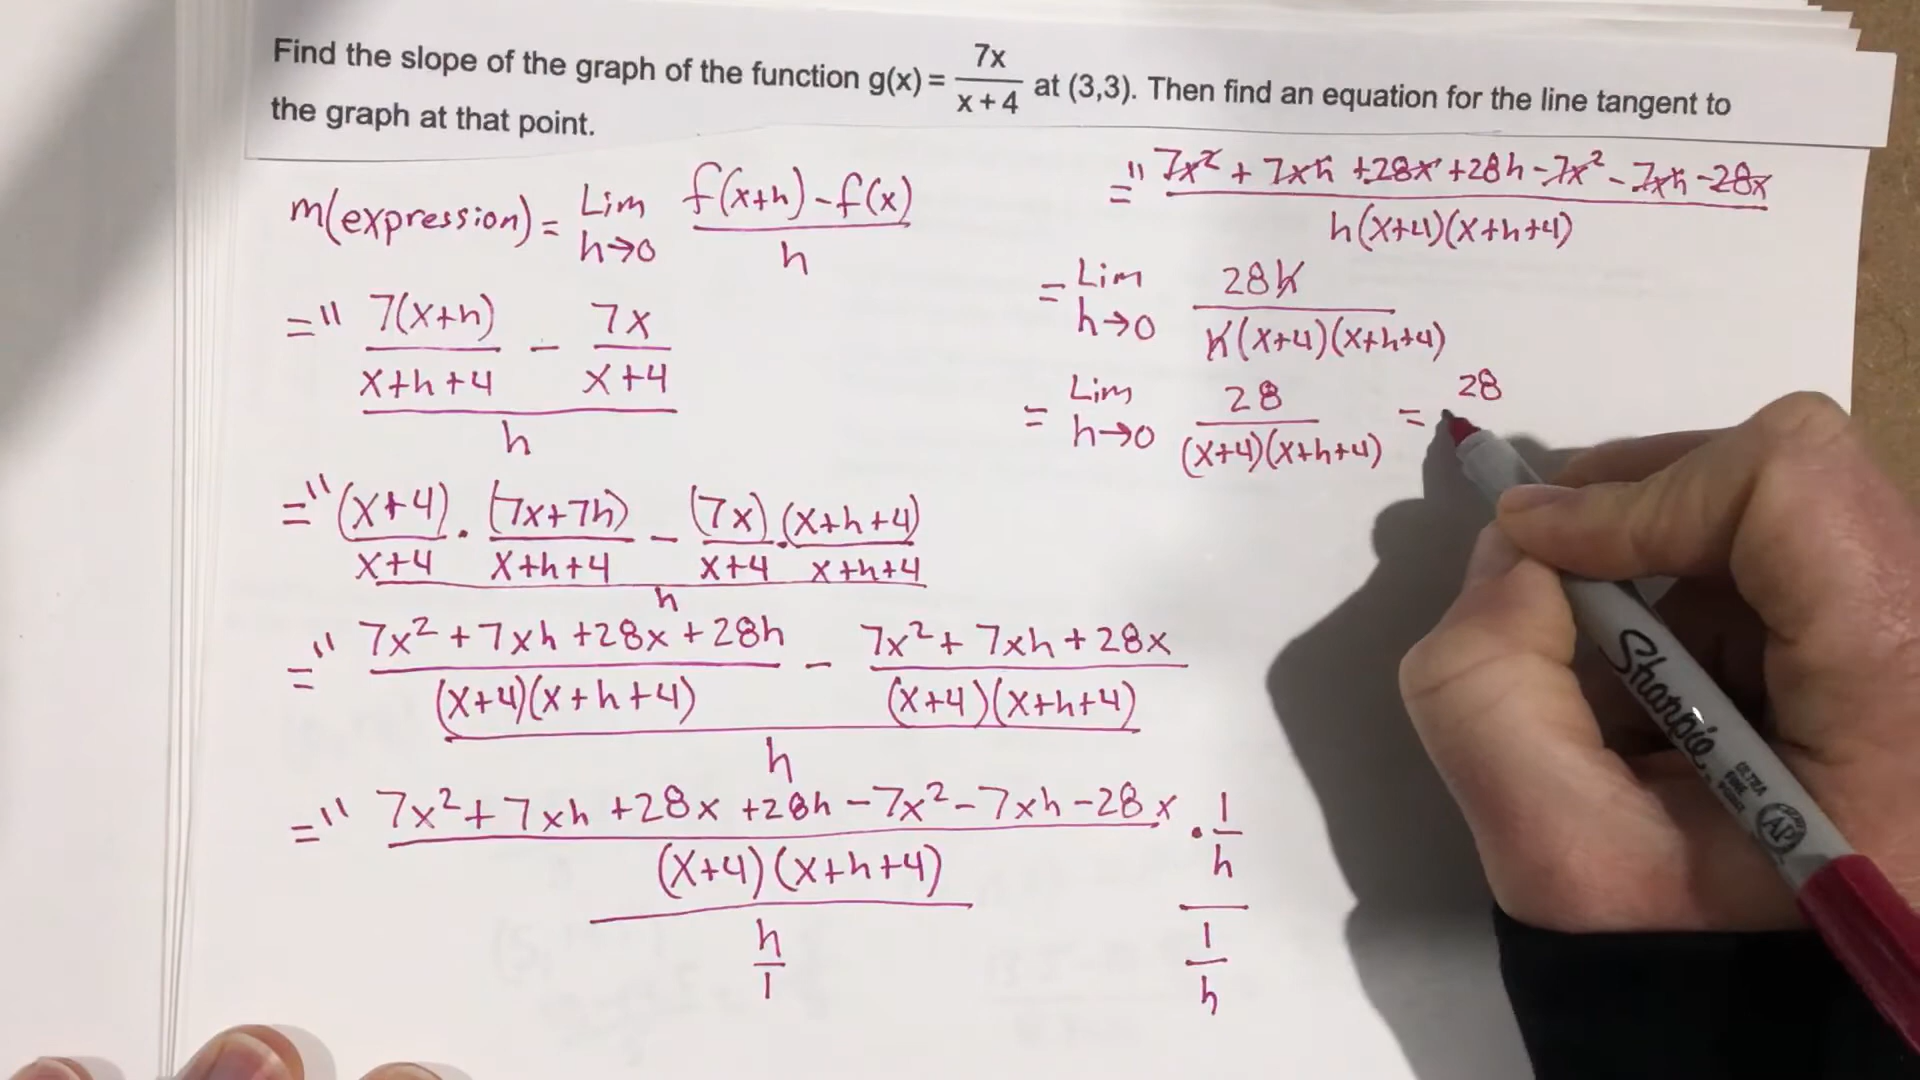 Find the slope of the graph of the function g(x) = 7x / x + 4 at (3,3). Then find an equation for the line tangent to
the graph at that point.
m(expression) = Lim h→0 f(x+h) - f(x) / h
=" 7(x+h) / x+h+4 - 7x / x+4
h
=" (x+4) / x+4 · (7x+7h) / x+h+4 - (7x) / x+4 · (x+h+4) / x+h+4
h
=" 7x² + 7xh + 28x + 28h / (x+4)(x+h+4) - 7x² + 7xh + 28x / (x+4)(x+h+4)
h
=" 7x² + 7xh + 28x + 28h - 7x² - 7xh - 28x · 1/h
(x+4)(x+h+4)
h/1
1/h
=" 7x² + 7xh + 28x + 28h - 7x² - 7xh - 28x
h(x+4)(x+h+4)
= Lim h→0 28h / h(x+4)(x+h+4)
= Lim h→0 28 / (x+4)(x+h+4) = 28
Sharpie
ULTRA
FINE
POINT
AP